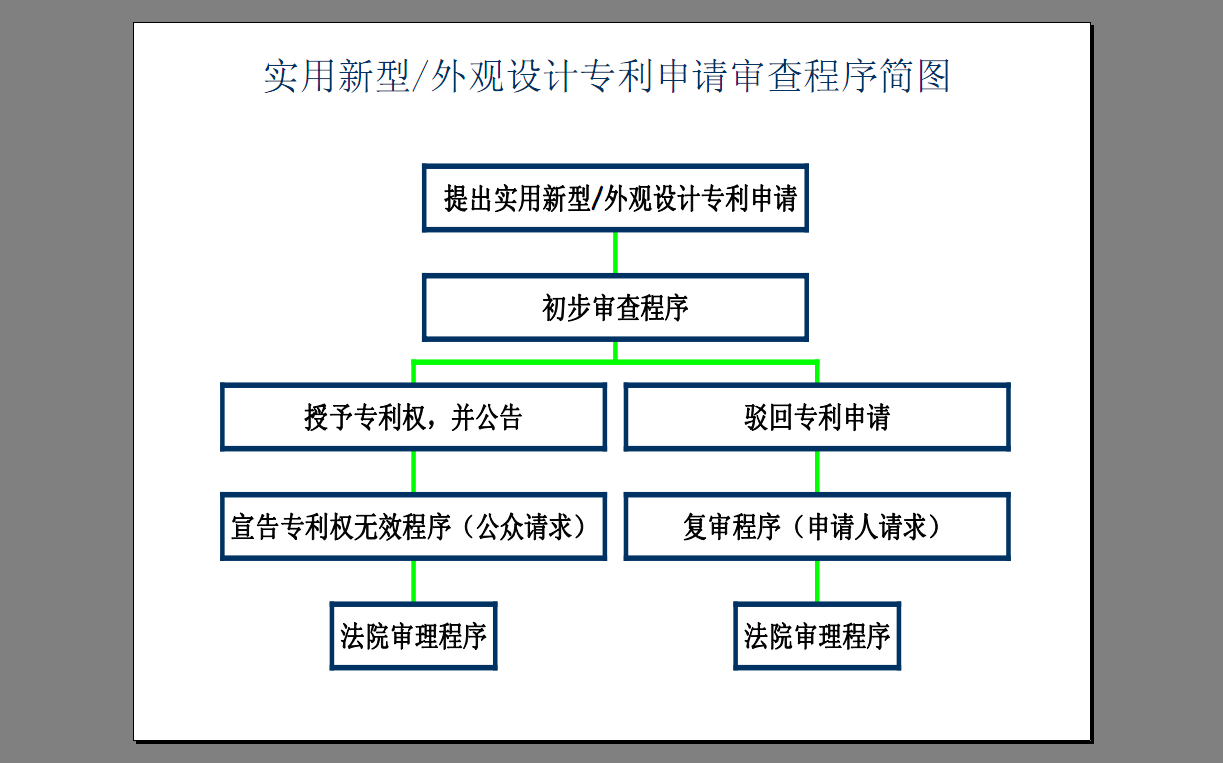 实用新型/外观设计专利申请审查程序简图
提出实用新型/外观设计专利申请
初步审查程序
授予专利权，并公告
驳回专利申请
宣告专利权无效程序（公众请求）
复审程序（申请人请求）
法院审理程序
法院审理程序